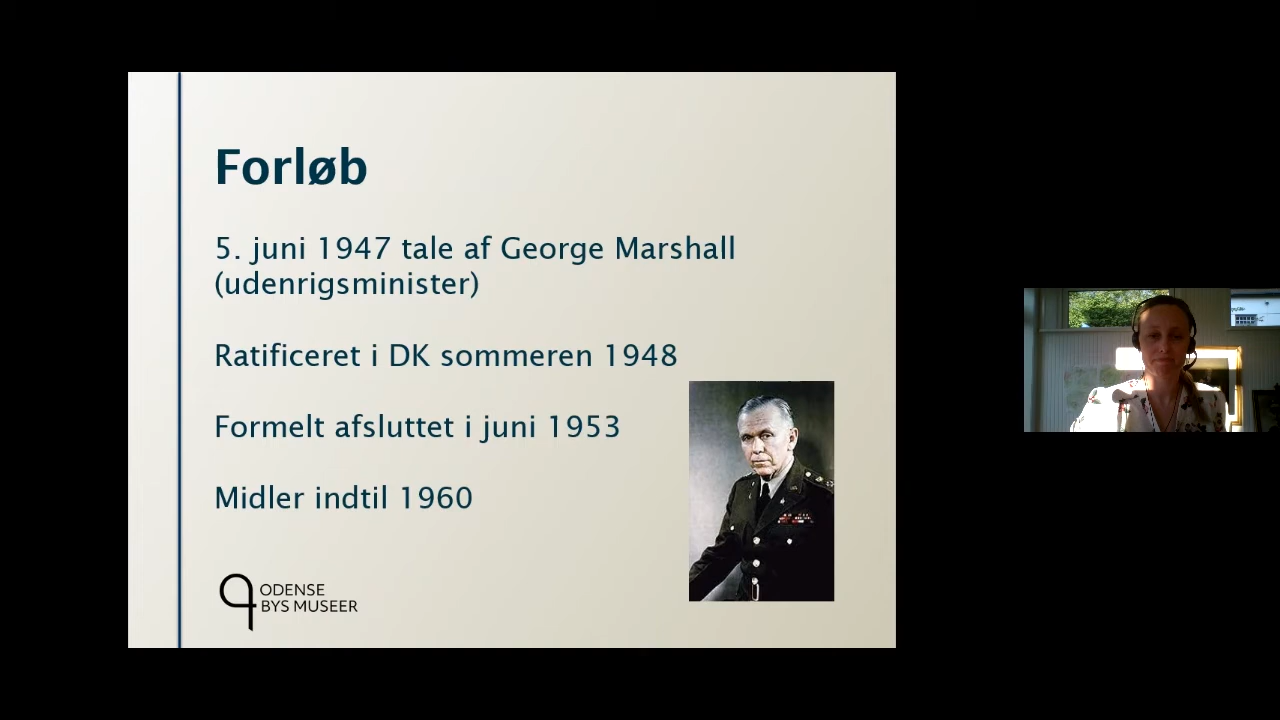 Forløb
5. juni 1947 tale af George Marshall
(udenrigsminister)
Ratificeret i DK sommeren 1948
Formelt afsluttet i juni 1953
Midler indtil 1960
ODENSE
BYS MUSEER